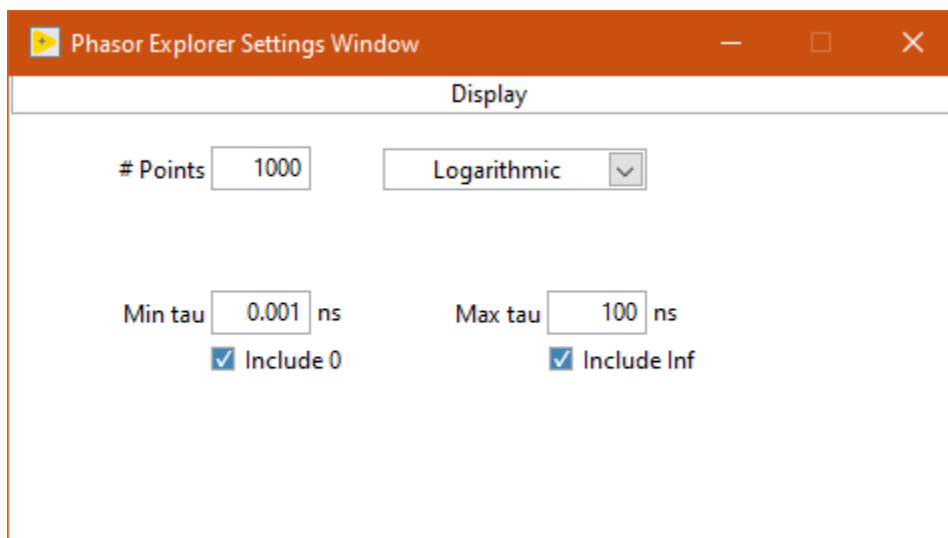 Phasor Explorer Settings Window
Display
# Points 1000 Logarithmic
Min tau 0.001 ns Max tau 100 ns
Include 0 Include Inf